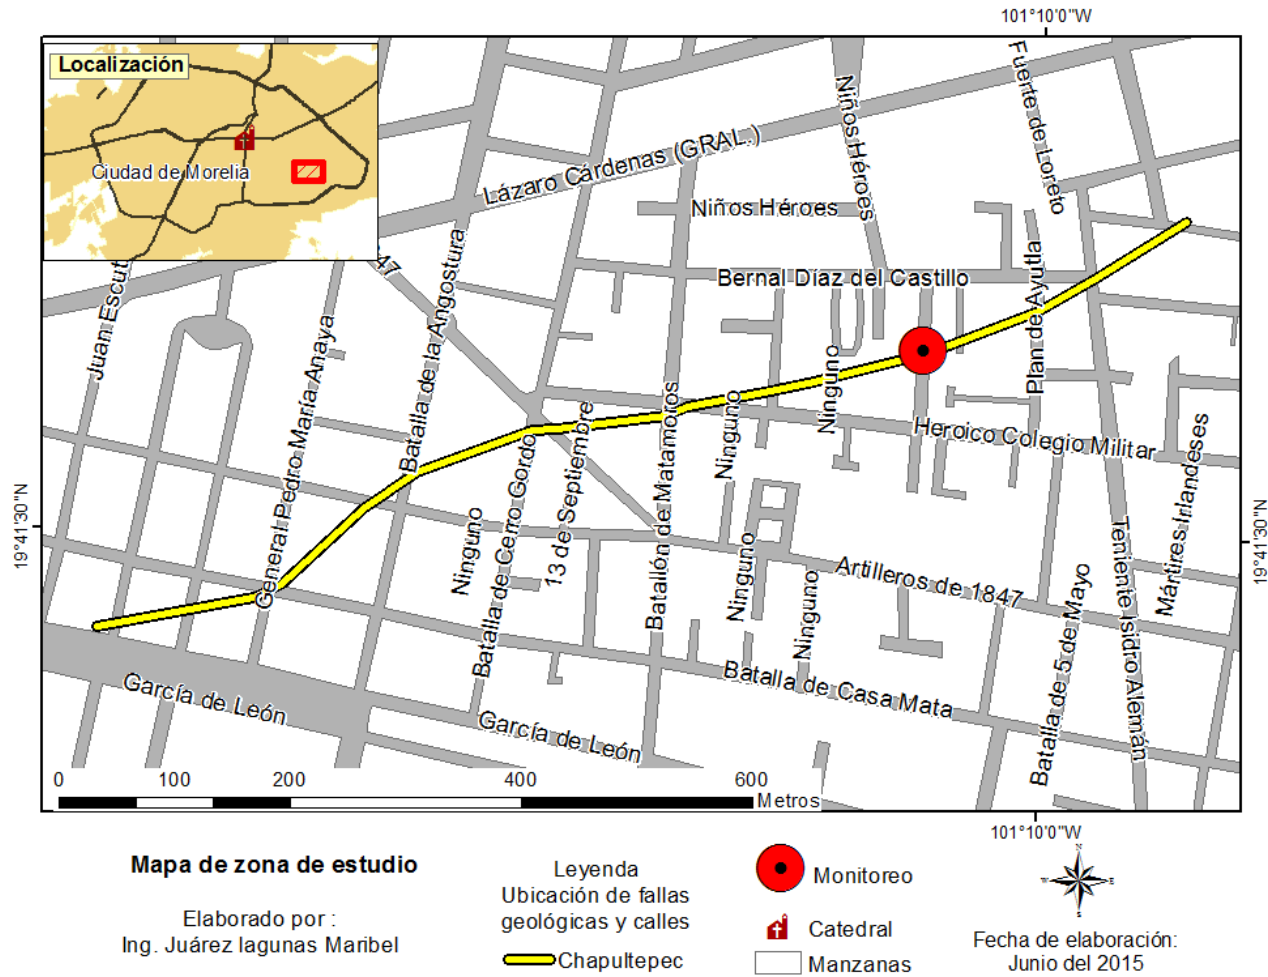 101°10'0"W
Localización
Ciudad de Morelia
Lázaro Cárdenas (GRAL.)
Niños Héroes
Fuerte de Loreto
Niños Héroes
47
Juan Escut
General Pedro María Anaya
Batalla de la Angostura
Bernal Díaz del Castillo
Plan de Ayutla
Ninguno
Ninguno
Batallón de Matamoros
13 de Septiembre
Batalla de Cerro Gordo
Ninguno
Heroico Colegio Militar
Mártires Irlandeses
19°41'30"N
19°41'30"N
Ninguno
Ninguno
Artilleros de 1847
Teniente Isidro Alemán
Batalla de 5 de Mayo
Batalla de Casa Mata
García de León
García de León
0 100 200 400 600
Metros
101°10'0"W
Mapa de zona de estudio
Elaborado por :
Ing. Juárez lagunas Maribel
Leyenda
Ubicación de fallas
geológicas y calles
Chapultepec
Monitoreo
Catedral
Manzanas
N
W E
S
Fecha de elaboración:
Junio del 2015